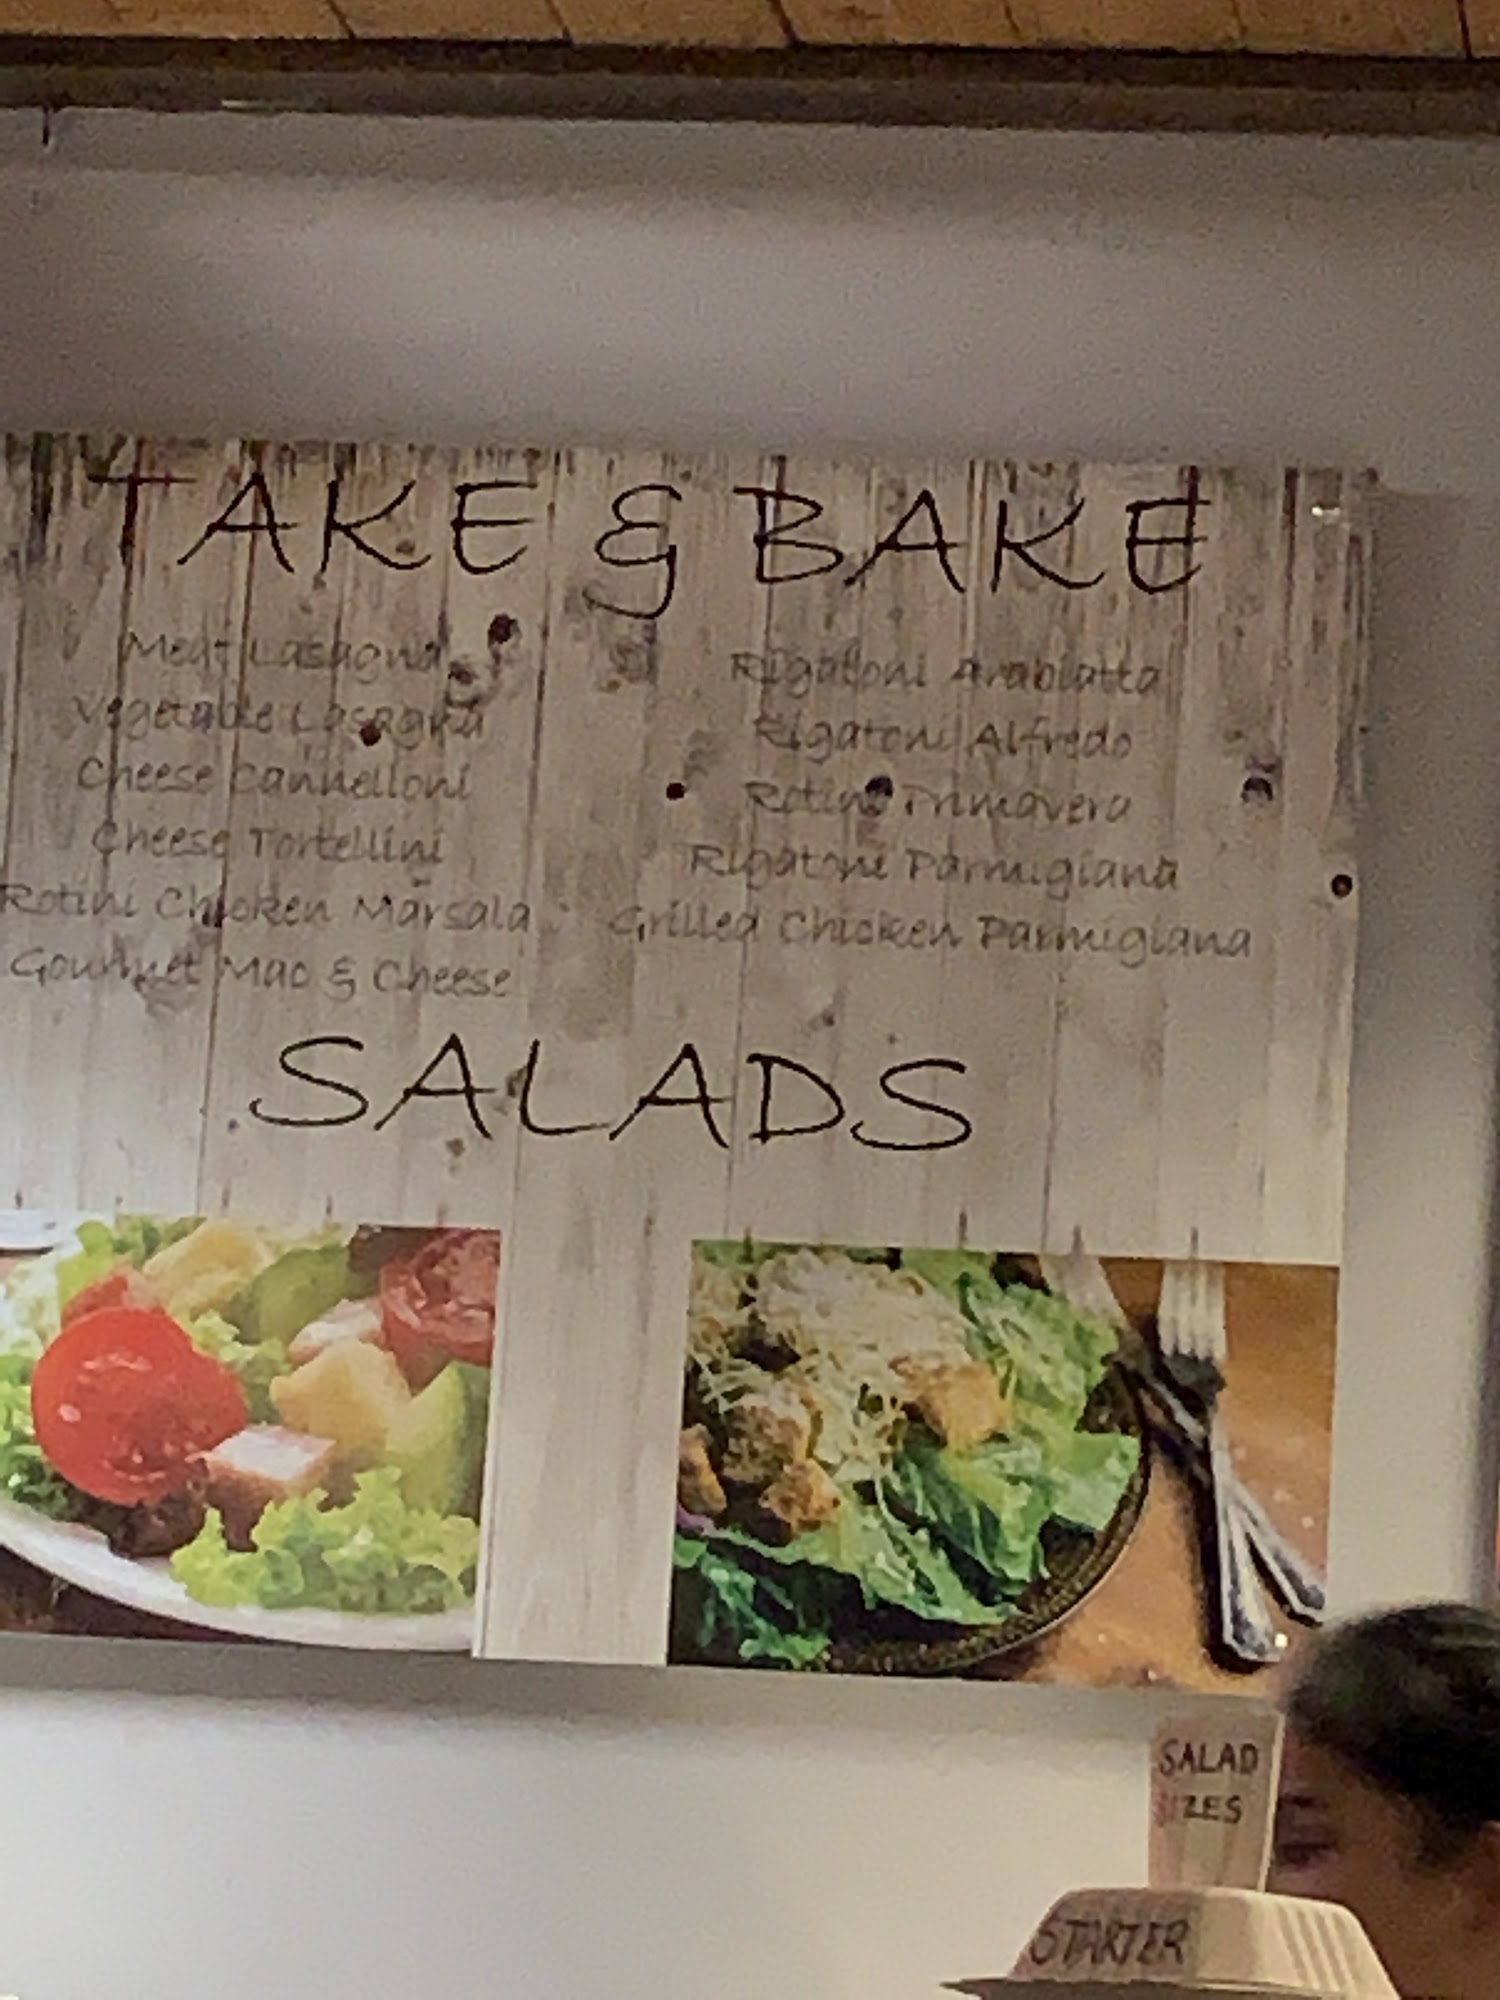 TAKE & BAKE
Meat Lasagna
Vegetable Lasagna
Cheese Cannelloni
Cheese Tortellini
Rotini Chicken Marsala
Gourmet Mac & Cheese
Rigatoni Arabiatta
Rigatoni Alfredo
Rotini Primavera
Rigatoni Parmigiana
Grilled Chicken Parmigiana
SALADS
SALAD
SIZES
STARTER